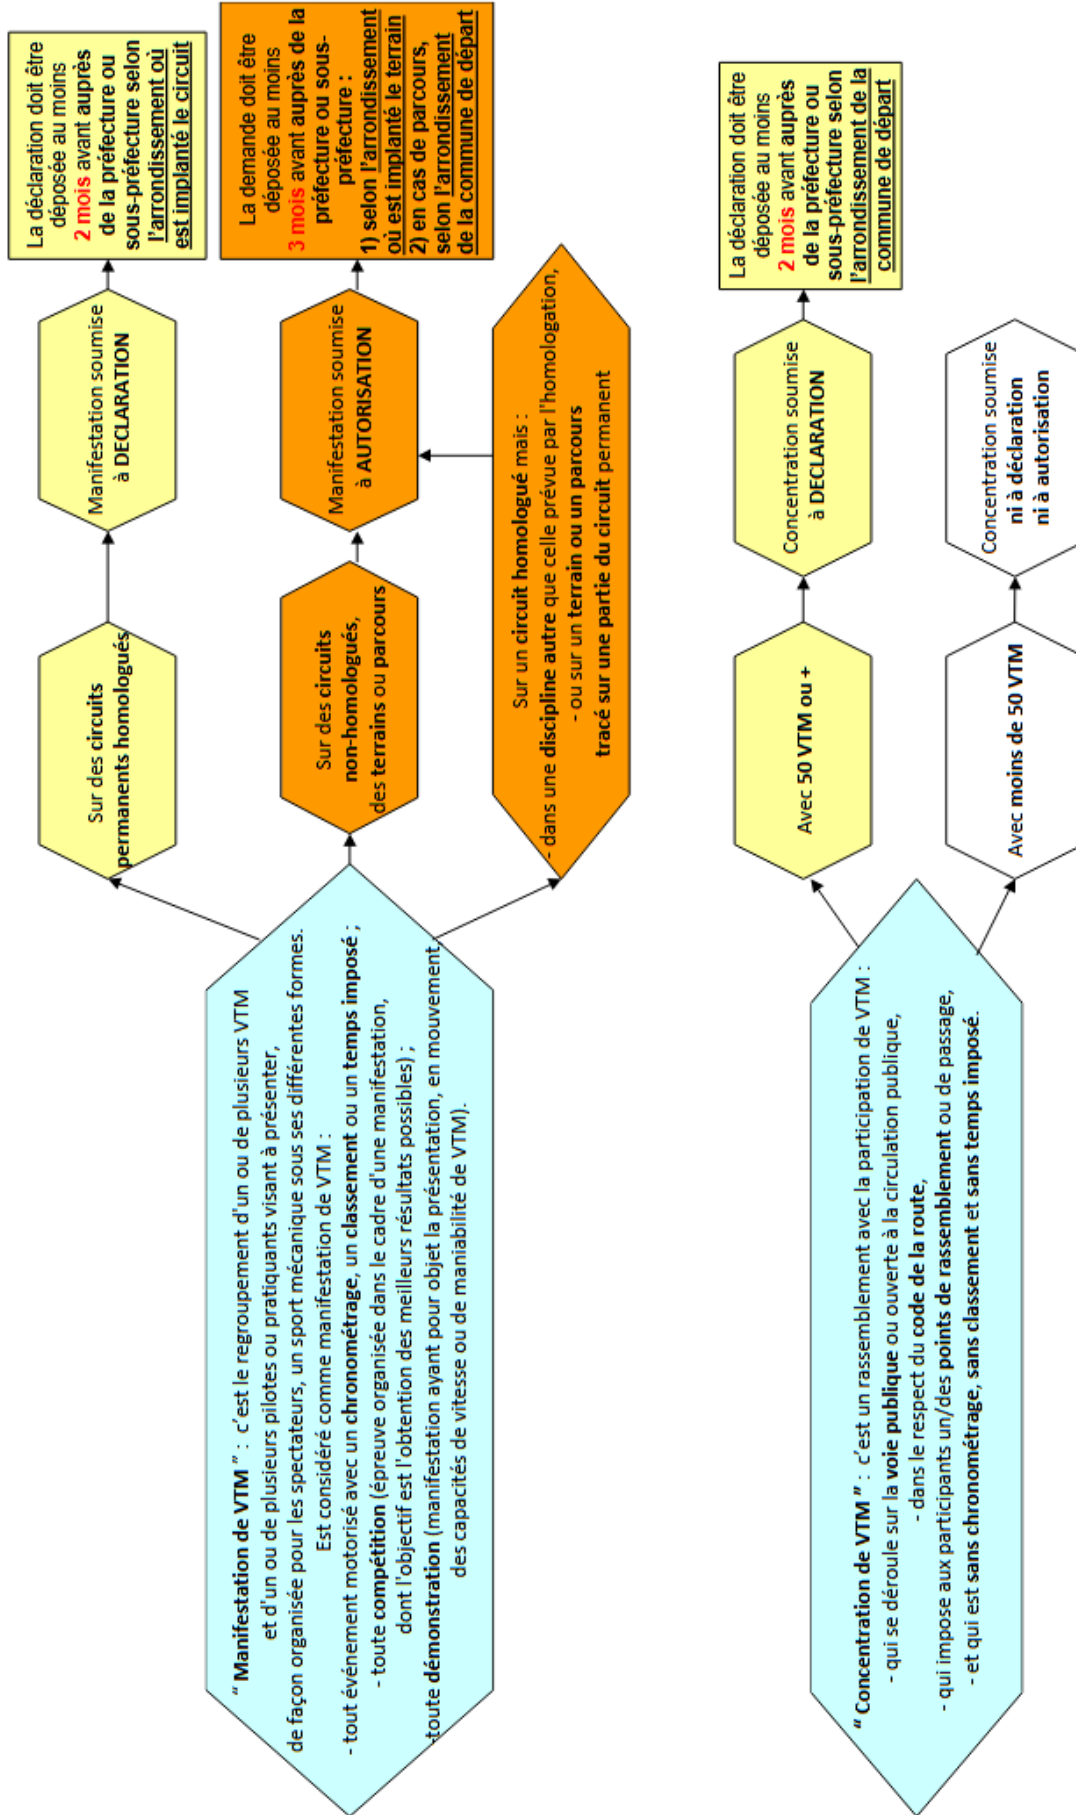 “ Manifestation de VTM ” : c’est le regroupement d'un ou de plusieurs VTM
et d'un ou de plusieurs pilotes ou pratiquants visant à présenter,
de façon organisée pour les spectateurs, un sport mécanique sous ses différentes formes.
Est considéré comme manifestation de VTM :
- tout événement motorisé avec un chronométrage, un classement ou un temps imposé ;
- toute compétition (épreuve organisée dans le cadre d'une manifestation,
dont l'objectif est l'obtention des meilleurs résultats possibles) ;
-toute démonstration (manifestation ayant pour objet la présentation, en mouvement,
des capacités de vitesse ou de maniabilité de VTM).
Sur des circuits
permanents homologués
Manifestation soumise
à DECLARATION
La déclaration doit être
déposée au moins
2 mois avant auprès
de la préfecture ou
sous-préfecture selon
l’arrondissement où
est implanté le circuit
Sur des circuits
non-homologués,
des terrains ou parcours
Manifestation soumise
à AUTORISATION
La demande doit être
déposée au moins
3 mois avant auprès de la
préfecture ou sous-
préfecture :
1) selon l’arrondissement
où est implanté le terrain
2) en cas de parcours,
selon l’arrondissement
de la commune de départ
Sur un circuit homologué mais :
- dans une discipline autre que celle prévue par l'homologation,
- ou sur un terrain ou un parcours
tracé sur une partie du circuit permanent
“ Concentration de VTM ” : c’est un rassemblement avec la participation de VTM :
- qui se déroule sur la voie publique ou ouverte à la circulation publique,
- dans le respect du code de la route,
- qui impose aux participants un/des points de rassemblement ou de passage,
- et qui est sans chronométrage, sans classement et sans temps imposé.
Avec 50 VTM ou +
Concentration soumise
à DECLARATION
La déclaration doit être
déposée au moins
2 mois avant auprès
de la préfecture ou
sous-préfecture selon
l’arrondissement de la
commune de départ
Avec moins de 50 VTM
Concentration soumise
ni à déclaration
ni à autorisation